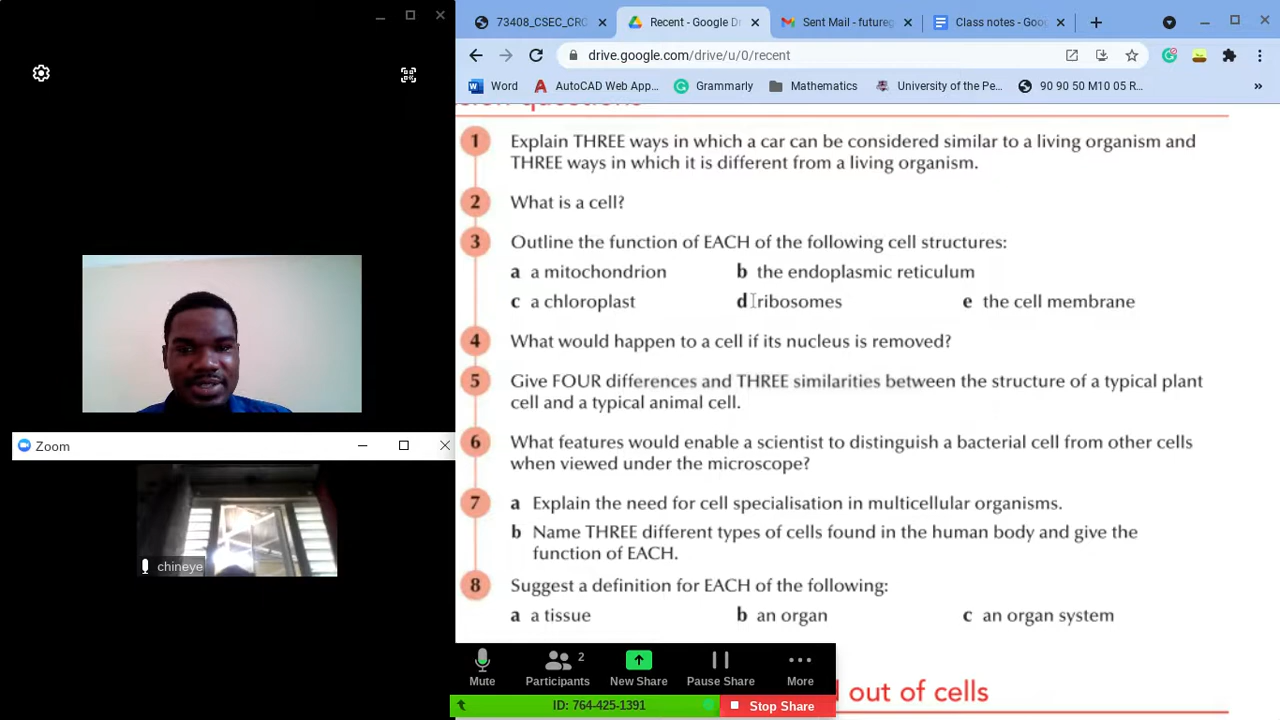 73408_CSEC_CRC
Recent - Google Dr
Sent Mail - futureg
Class notes - Goog
drive.google.com/drive/u/0/recent
Word
AutoCAD Web App...
Grammarly
Mathematics
University of the Pe...
90 90 50 M10 05 R...
»
questions
1 Explain THREE ways in which a car can be considered similar to a living organism and
THREE ways in which it is different from a living organism.
2 What is a cell?
3 Outline the function of EACH of the following cell structures:
a a mitochondrion b the endoplasmic reticulum
c a chloroplast d ribosomes e the cell membrane
4 What would happen to a cell if its nucleus is removed?
5 Give FOUR differences and THREE similarities between the structure of a typical plant
cell and a typical animal cell.
6 What features would enable a scientist to distinguish a bacterial cell from other cells
when viewed under the microscope?
7 a Explain the need for cell specialisation in multicellular organisms.
b Name THREE different types of cells found in the human body and give the
function of EACH.
8 Suggest a definition for EACH of the following:
a a tissue b an organ c an organ system
out of cells
Zoom
chineye
2
Mute
Participants
New Share
Pause Share
More
ID: 764-425-1391
Stop Share